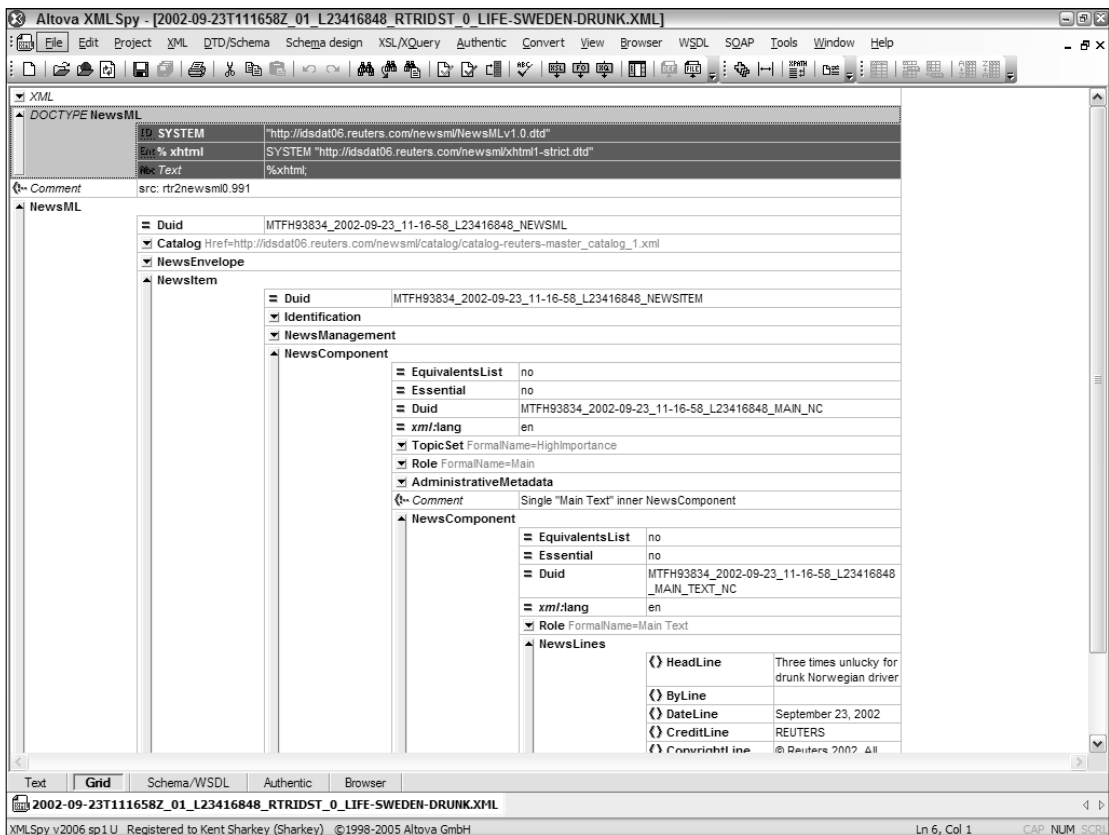 Altova XMLSpy - [2002-09-23T111658Z_01_L23416848_RTRIDST_0_LIFE-SWEDEN-DRUNK.XML]
File Edit Project XML DTD/Schema Schema design XSL/XQuery Authentic Convert View Browser WSDL SOAP Tools Window Help
XML
DOCTYPE NewsML
ID SYSTEM "http://idsdat06.reuters.com/newsml/NewsMLv1.0.dtd"
Ent % xhtml SYSTEM "http://idsdat06.reuters.com/newsml/xhtml1-strict.dtd"
Abc Text %xhtml;
Comment src: rtr2newsml0.991
NewsML
= Duid MTFH93834_2002-09-23_11-16-58_L23416848_NEWSML
Catalog Href=http://idsdat06.reuters.com/newsml/catalog/catalog-reuters-master_catalog_1.xml
NewsEnvelope
NewsItem
= Duid MTFH93834_2002-09-23_11-16-58_L23416848_NEWSITEM
Identification
NewsManagement
NewsComponent
= EquivalentsList no
= Essential no
= Duid MTFH93834_2002-09-23_11-16-58_L23416848_MAIN_NC
= xml:lang en
TopicSet FormalName=HighImportance
Role FormalName=Main
AdministrativeMetadata
Comment Single "Main Text" inner NewsComponent
NewsComponent
= EquivalentsList no
= Essential no
= Duid MTFH93834_2002-09-23_11-16-58_L23416848
_MAIN_TEXT_NC
= xml:lang en
Role FormalName=Main Text
NewsLines
() HeadLine Three times unlucky for
drunk Norwegian driver
() ByLine
() DateLine September 23, 2002
() CreditLine REUTERS
() CopyrightLine © Reuters 2002. All
Text Grid Schema/WSDL Authentic Browser
2002-09-23T111658Z_01_L23416848_RTRIDST_0_LIFE-SWEDEN-DRUNK.XML
XMLSpy v2006 sp1 U Registered to Kent Sharkey (Sharkey) ©1998-2005 Altova GmbH Ln 6, Col 1 CAP NUM SCRL